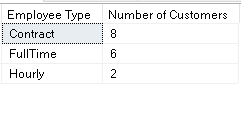 Employee Type Number of Customers
Contract 8
FullTime 6
Hourly 2